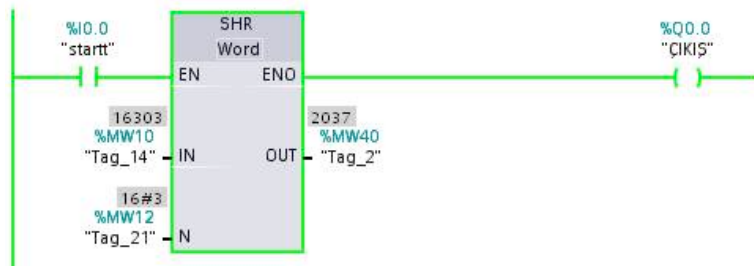 %I0.0
"startt"
SHR
Word
%Q0.0
"ÇIKIŞ"
EN ENO
16303
%MW10
"Tag_14" IN
2037
%MW40
OUT "Tag_2"
16#3
%MW12
"Tag_21" N